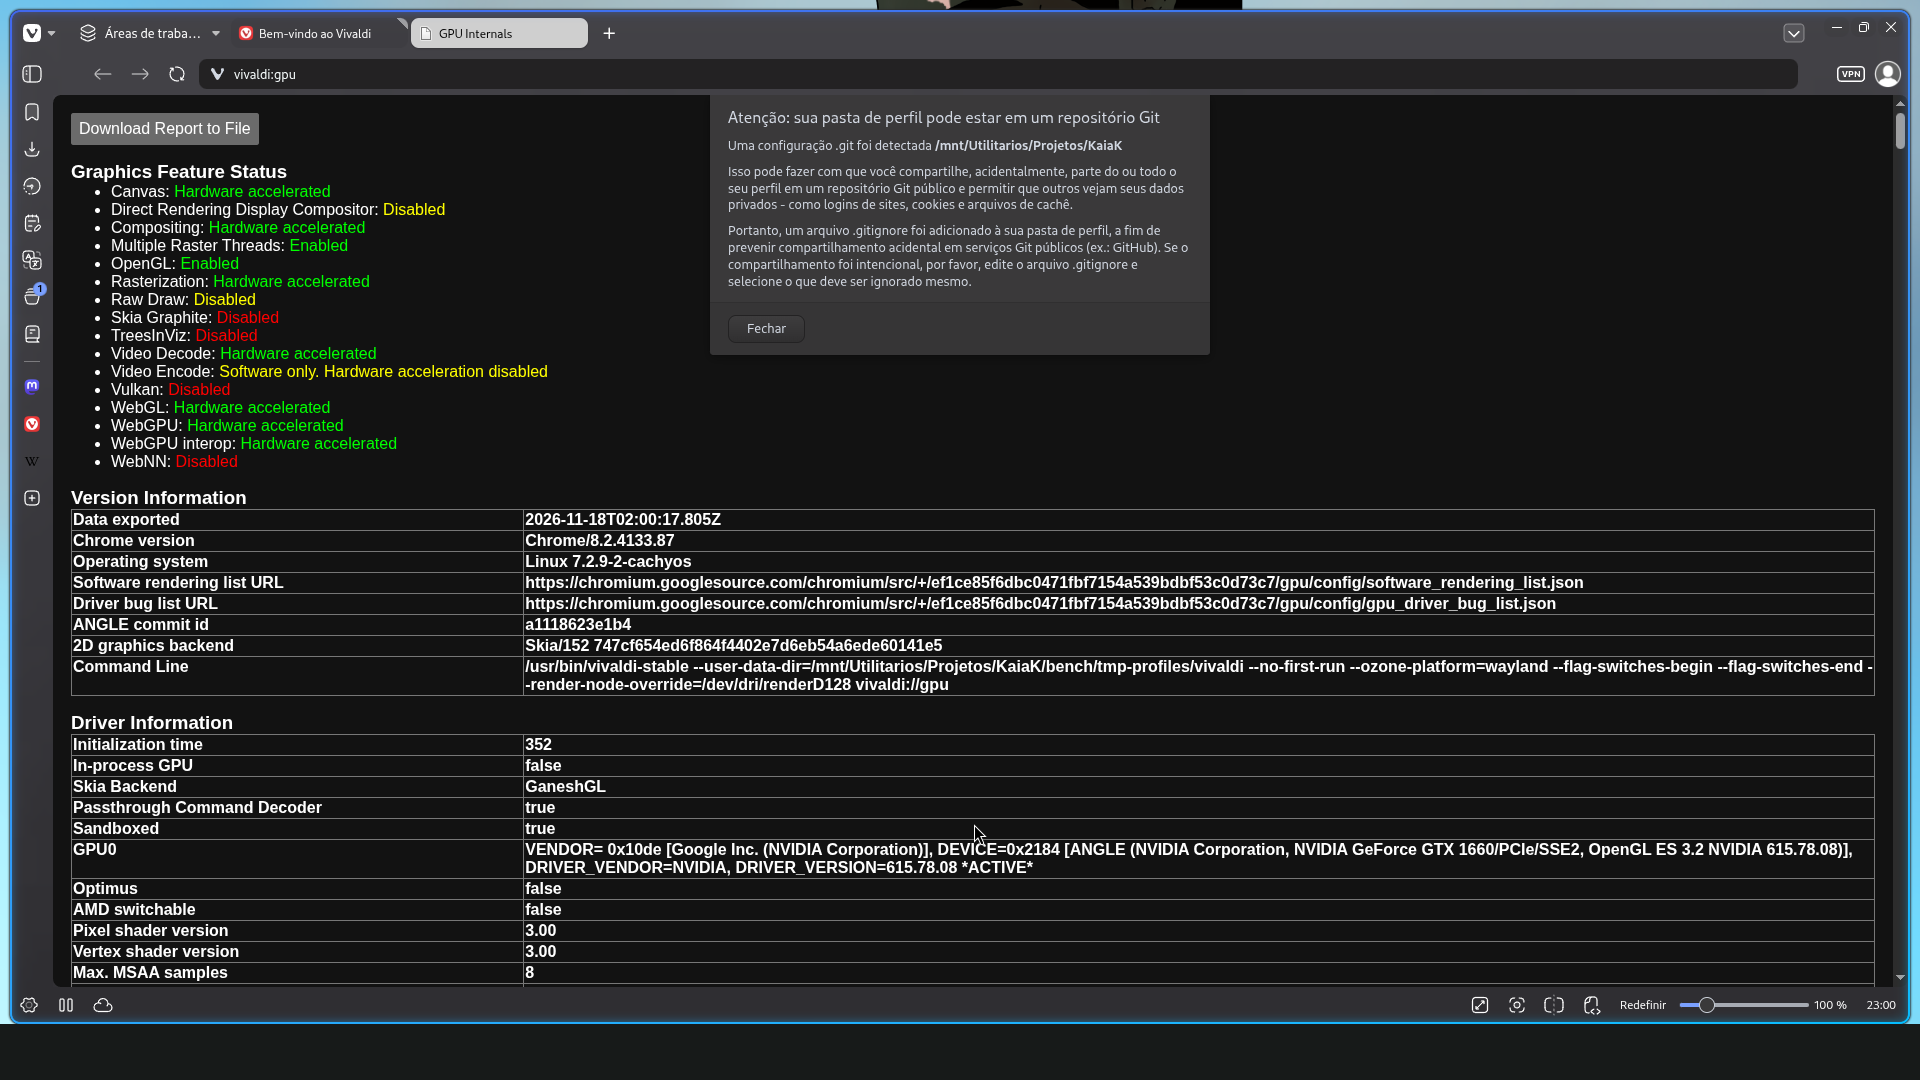 Áreas de traba...
Bem-vindo ao Vivaldi
GPU Internals
vivaldi:gpu
VPN
Download Report to File
Graphics Feature Status
Canvas: Hardware accelerated
Direct Rendering Display Compositor: Disabled
Compositing: Hardware accelerated
Multiple Raster Threads: Enabled
OpenGL: Enabled
Rasterization: Hardware accelerated
Raw Draw: Disabled
Skia Graphite: Disabled
TreesInViz: Disabled
Video Decode: Hardware accelerated
Video Encode: Software only. Hardware acceleration disabled
Vulkan: Disabled
WebGL: Hardware accelerated
WebGPU: Hardware accelerated
WebGPU interop: Hardware accelerated
WebNN: Disabled
Atenção: sua pasta de perfil pode estar em um repositório Git
Uma configuração .git foi detectada /mnt/Utilitarios/Projetos/KaiaK
Isso pode fazer com que você compartilhe, acidentalmente, parte do ou todo o
seu perfil em um repositório Git público e permitir que outros vejam seus dados
privados - como logins de sites, cookies e arquivos de cachê.
Portanto, um arquivo .gitignore foi adicionado à sua pasta de perfil, a fim de
prevenir compartilhamento acidental em serviços Git públicos (ex.: GitHub). Se o
compartilhamento foi intencional, por favor, edite o arquivo .gitignore e
selecione o que deve ser ignorado mesmo.
Fechar
1
W
Version Information
Data exported 2026-11-18T02:00:17.805Z
Chrome version Chrome/8.2.4133.87
Operating system Linux 7.2.9-2-cachyos
Software rendering list URL https://chromium.googlesource.com/chromium/src/+/ef1ce85f6dbc0471fbf7154a539bdbf53c0d73c7/gpu/config/software_rendering_list.json
Driver bug list URL https://chromium.googlesource.com/chromium/src/+/ef1ce85f6dbc0471fbf7154a539bdbf53c0d73c7/gpu/config/gpu_driver_bug_list.json
ANGLE commit id a1118623e1b4
2D graphics backend Skia/152 747cf654ed6f864f4402e7d6eb54a6ede60141e5
Command Line /usr/bin/vivaldi-stable --user-data-dir=/mnt/Utilitarios/Projetos/KaiaK/bench/tmp-profiles/vivaldi --no-first-run --ozone-platform=wayland --flag-switches-begin --flag-switches-end -
-render-node-override=/dev/dri/renderD128 vivaldi://gpu
Driver Information
Initialization time 352
In-process GPU false
Skia Backend GaneshGL
Passthrough Command Decoder true
Sandboxed true
GPU0 VENDOR= 0x10de [Google Inc. (NVIDIA Corporation)], DEVICE=0x2184 [ANGLE (NVIDIA Corporation, NVIDIA GeForce GTX 1660/PCIe/SSE2, OpenGL ES 3.2 NVIDIA 615.78.08)],
DRIVER_VENDOR=NVIDIA, DRIVER_VERSION=615.78.08 *ACTIVE*
Optimus false
AMD switchable false
Pixel shader version 3.00
Vertex shader version 3.00
Max. MSAA samples 8
Redefinir
100 %
23:00